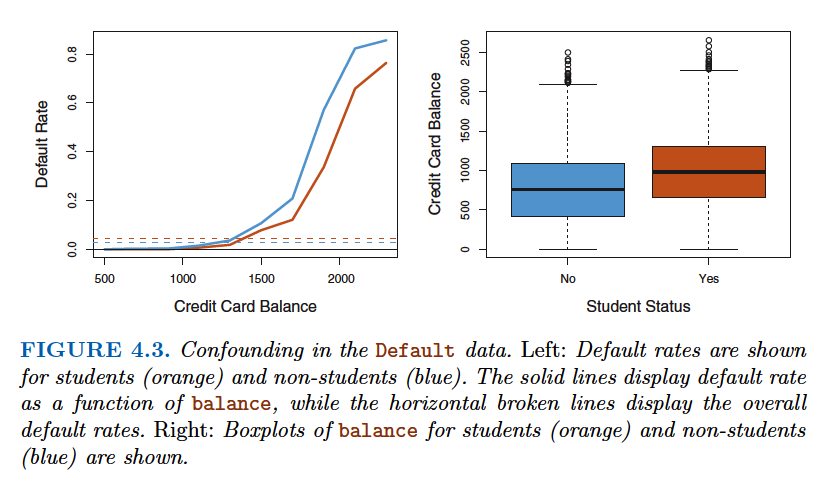 Default Rate
0.0
0.2
0.4
0.6
0.8
500
1000
1500
2000
Credit Card Balance
Credit Card Balance
0
500
1000
1500
2000
2500
No
Yes
Student Status
FIGURE 4.3. Confounding in the Default data. Left: Default rates are shown
for students (orange) and non-students (blue). The solid lines display default rate
as a function of balance, while the horizontal broken lines display the overall
default rates. Right: Boxplots of balance for students (orange) and non-students
(blue) are shown.